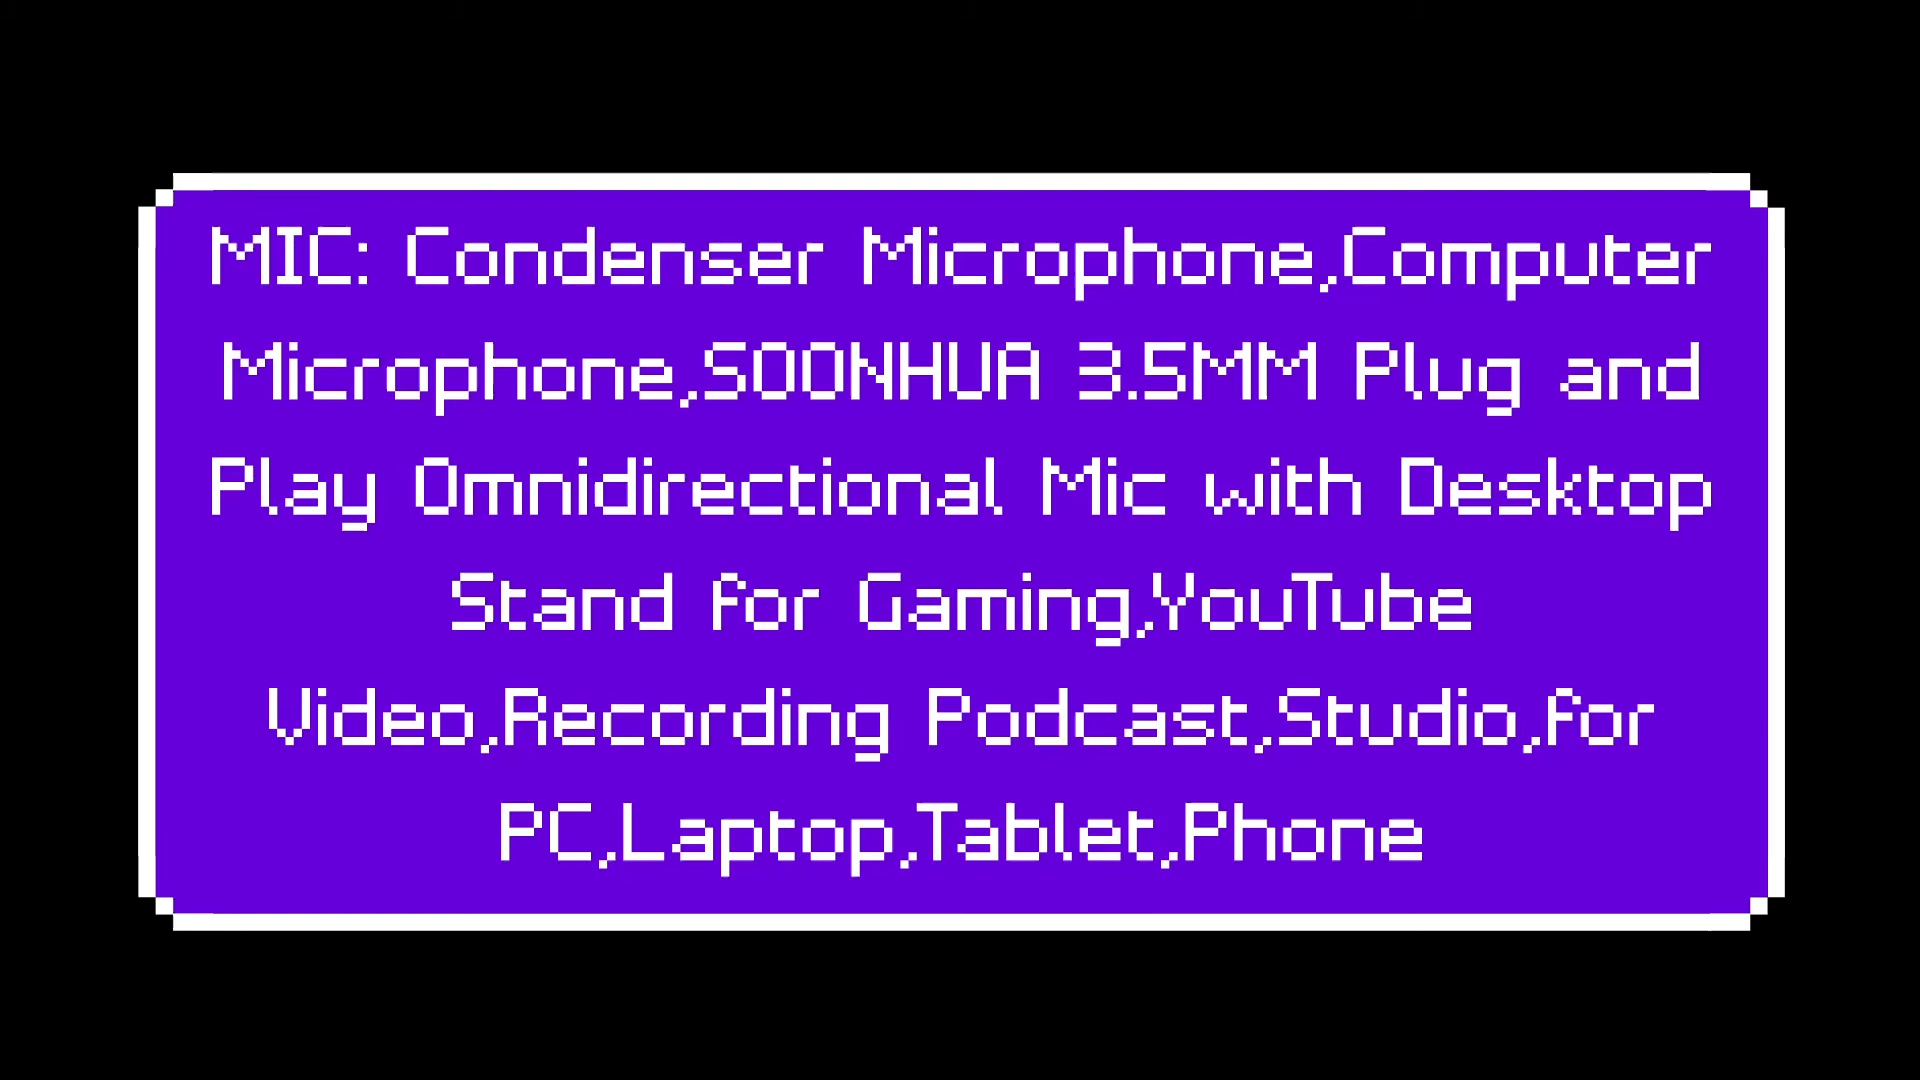 MIC: Condenser Microphone,Computer
Microphone,SOONHUA 3.5MM Plug and
Play Omnidirectional Mic with Desktop
Stand for Gaming,YouTube
Video,Recording Podcast,Studio,for
PC,Laptop,Tablet,Phone